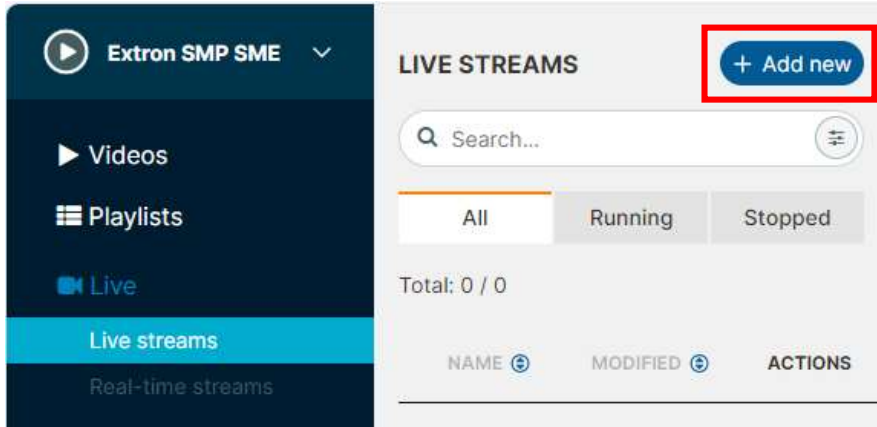 Extron SMP SME
Videos
Playlists
Live
Live streams
Real-time streams
LIVE STREAMS
+ Add new
Search...
All Running Stopped
Total: 0 / 0
NAME MODIFIED ACTIONS